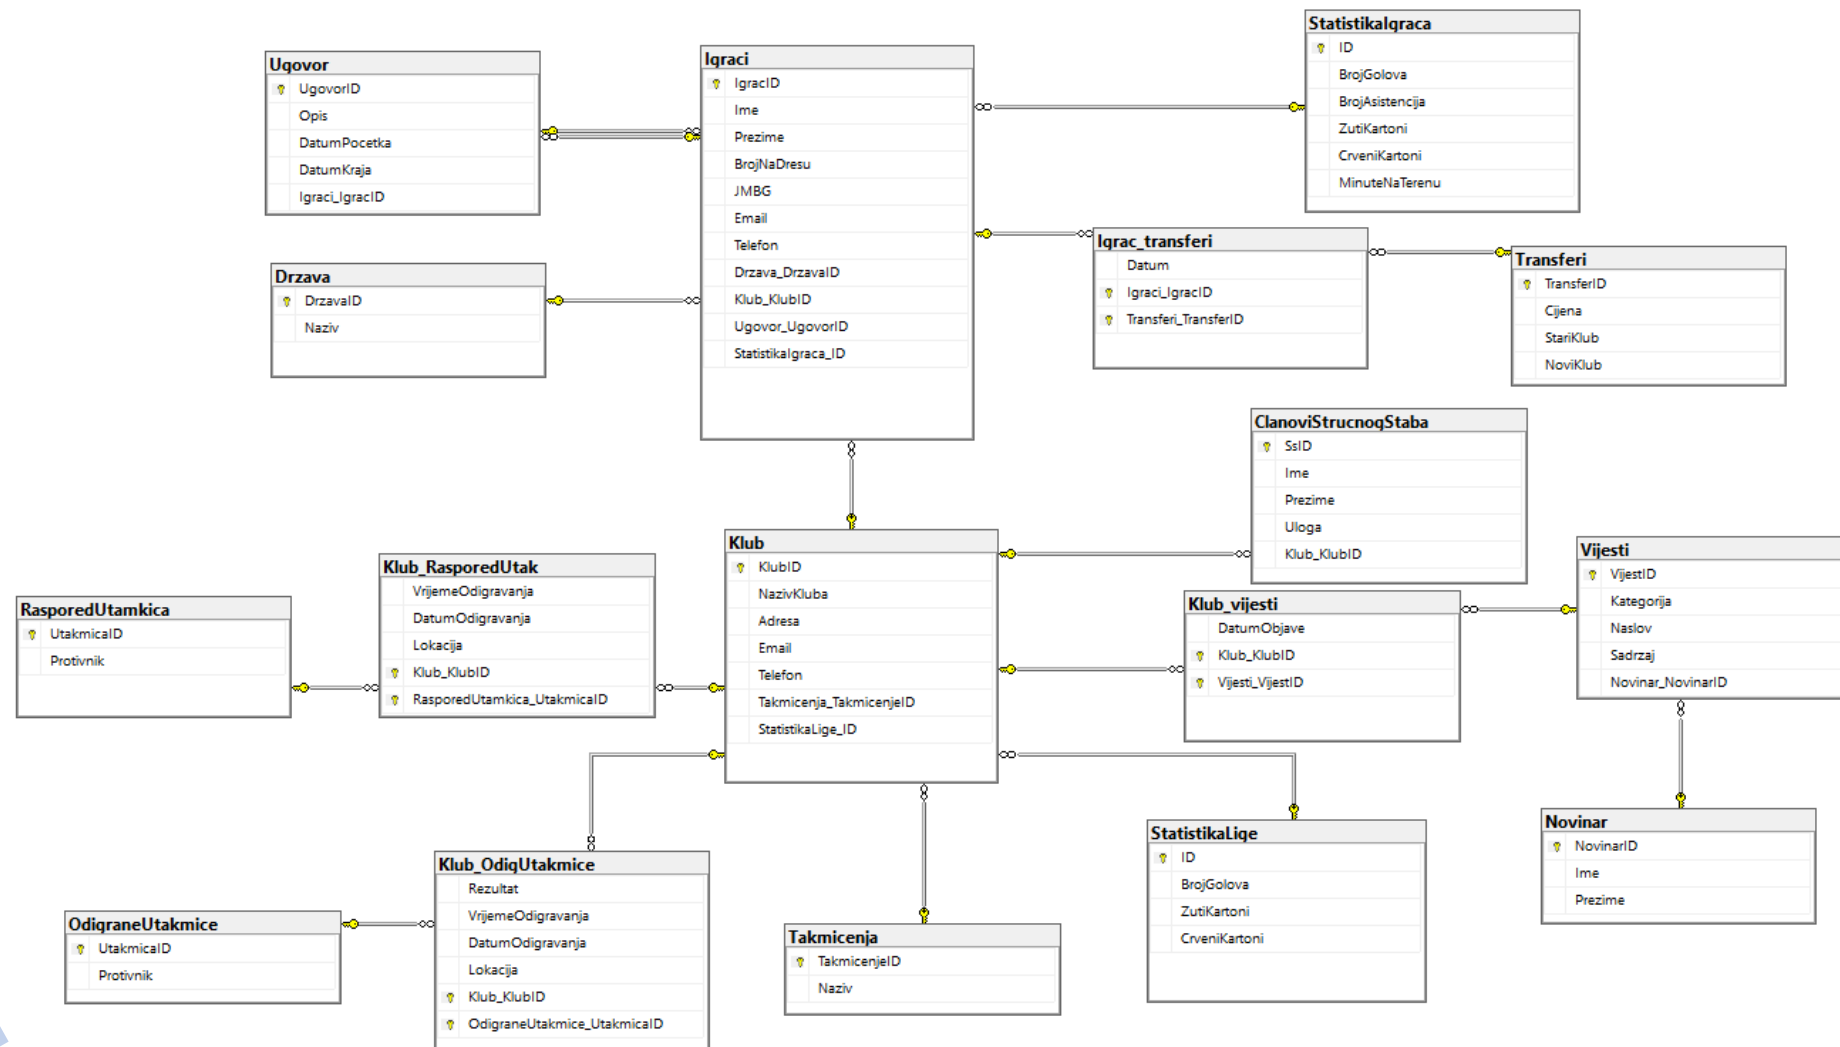 Ugovor
UgovorID
Opis
DatumPocetka
DatumKraja
Igraci_IgracID
Igraci
IgracID
Ime
Prezime
BrojNaDresu
JMBG
Email
Telefon
Drzava_DrzavaID
Klub_KlubID
Ugovor_UgovorID
StatistikaIgraca_ID
StatistikaIgraca
ID
BrojGolova
BrojAsistencija
ZutiKartoni
CrveniKartoni
MinuteNaTerenu
Drzava
DrzavaID
Naziv
Igrac_transferi
Datum
Igraci_IgracID
Transferi_TransferID
Transferi
TransferID
Cijena
StariKlub
NoviKlub
ClanoviStrucnogStaba
SsID
Ime
Prezime
Uloga
Klub_KlubID
Klub
KlubID
NazivKluba
Adresa
Email
Telefon
Takmicenja_TakmicenjeID
StatistikaLige_ID
Klub_RasporedUtak
VrijemeOdigravanja
DatumOdigravanja
Lokacija
Klub_KlubID
RasporedUtamkica_UtakmicaID
RasporedUtamkica
UtakmicaID
Protivnik
Klub_vijesti
DatumObjave
Klub_KlubID
Vijesti_VijestID
Vijesti
VijestID
Kategorija
Naslov
Sadrzaj
Novinar_NovinarID
Klub_OdigUtakmice
Rezultat
VrijemeOdigravanja
DatumOdigravanja
Lokacija
Klub_KlubID
OdigraneUtakmice_UtakmicaID
OdigraneUtakmice
UtakmicaID
Protivnik
Takmicenja
TakmicenjeID
Naziv
StatistikaLige
ID
BrojGolova
ZutiKartoni
CrveniKartoni
Novinar
NovinarID
Ime
Prezime